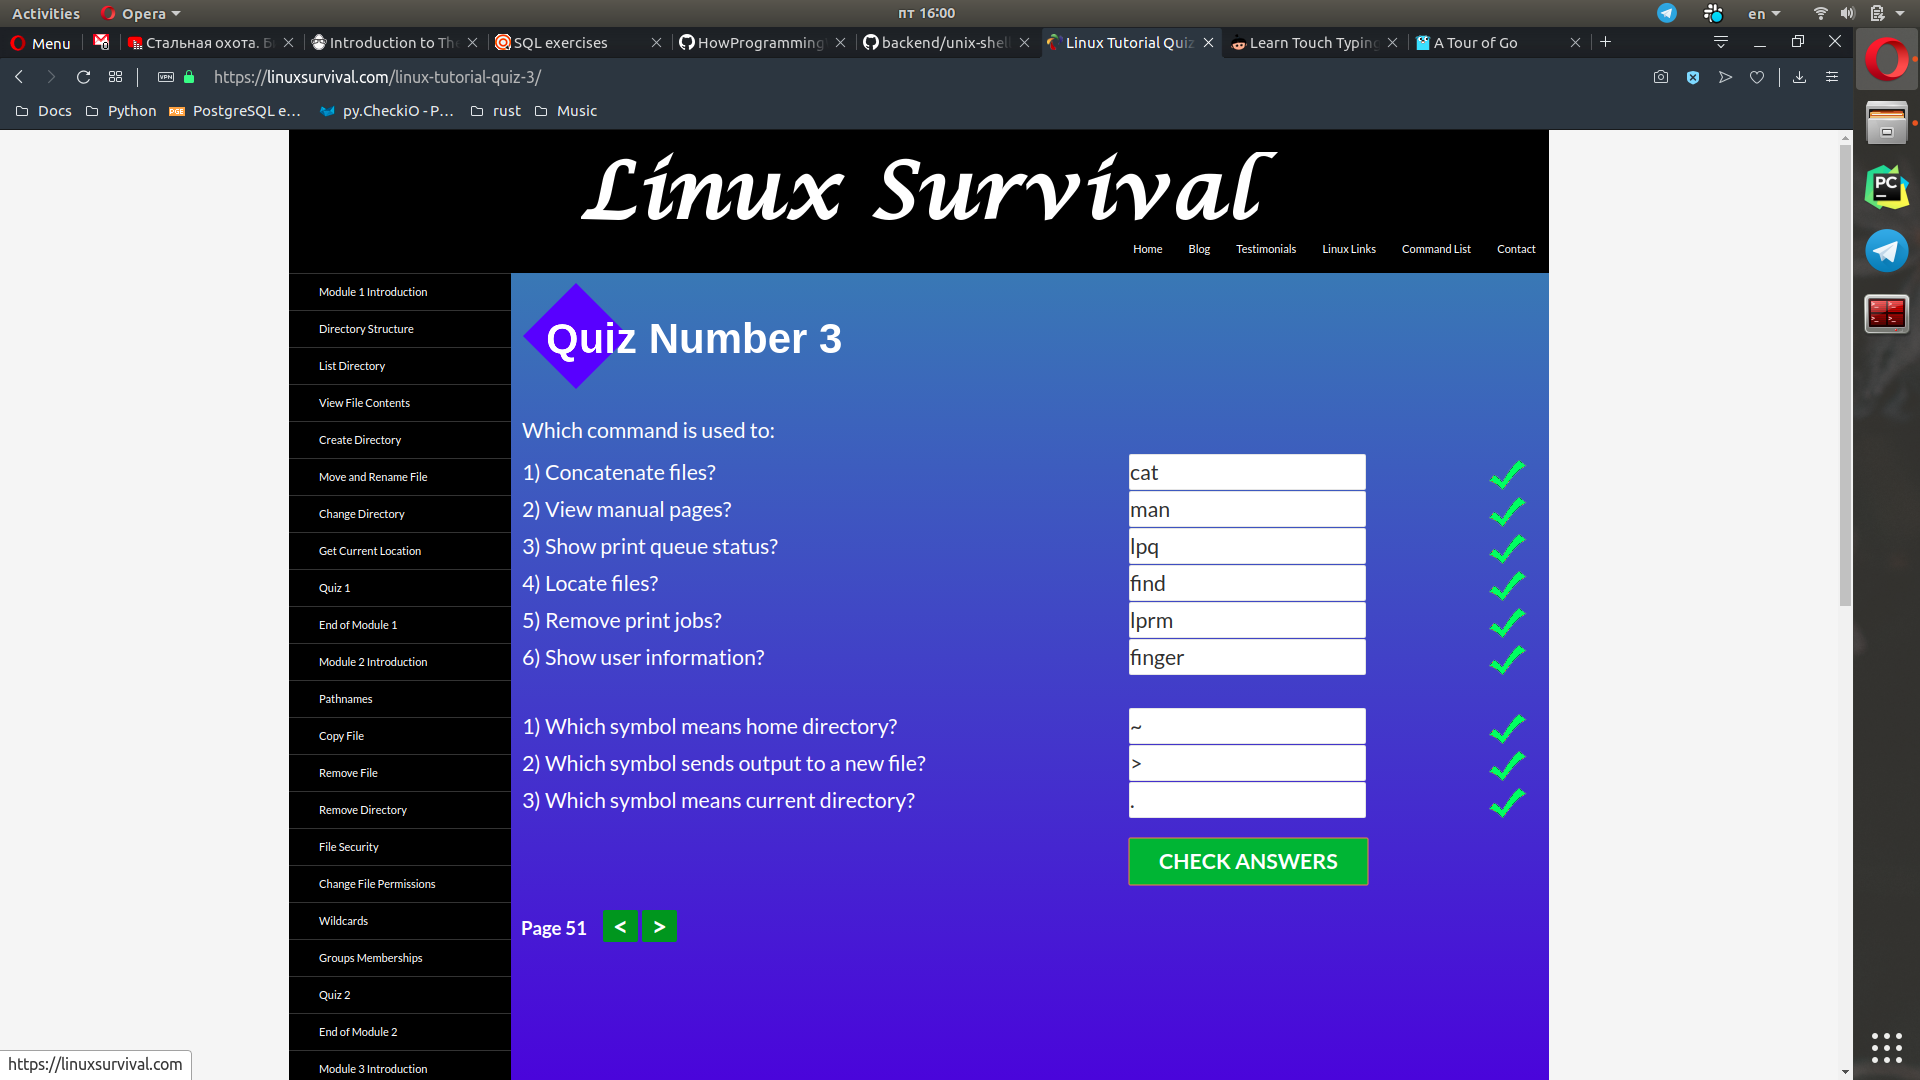 Activities Opera пт 16:00 en
Menu Стальная охота. Б Introduction to The SQL exercises HowProgramming backend/unix-shell Linux Tutorial Quiz Learn Touch Typing A Tour of Go
VPN https://linuxsurvival.com/linux-tutorial-quiz-3/
Docs Python PGE PostgreSQL e... py.CheckiO - P... rust Music
PC
Linux Survival
Home Blog Testimonials Linux Links Command List Contact
Module 1 Introduction
Directory Structure
List Directory
View File Contents
Create Directory
Move and Rename File
Change Directory
Get Current Location
Quiz 1
End of Module 1
Module 2 Introduction
Pathnames
Copy File
Remove File
Remove Directory
File Security
Change File Permissions
Wildcards
Groups Memberships
Quiz 2
End of Module 2
Module 3 Introduction
Quiz Number 3
Which command is used to:
1) Concatenate files? cat
2) View manual pages? man
3) Show print queue status? lpq
4) Locate files? find
5) Remove print jobs? lprm
6) Show user information? finger
1) Which symbol means home directory? ~
2) Which symbol sends output to a new file? >
3) Which symbol means current directory? .
CHECK ANSWERS
Page 51 < >
https://linuxsurvival.com